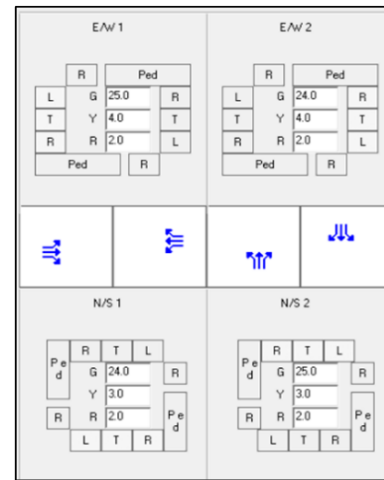 E/W 1 E/W 2
R Ped R Ped
L G 25.0 R L G 24.0 R
T Y 4.0 T T Y 4.0 T
R R 2.0 L R R 2.0 L
Ped R Ped R
N/S 1 N/S 2
R T L R T L
Ped G 24.0 R Ped G 25.0 R
Y 3.0 Y 3.0
R R 2.0 Ped R R 2.0 Ped
L T R L T R